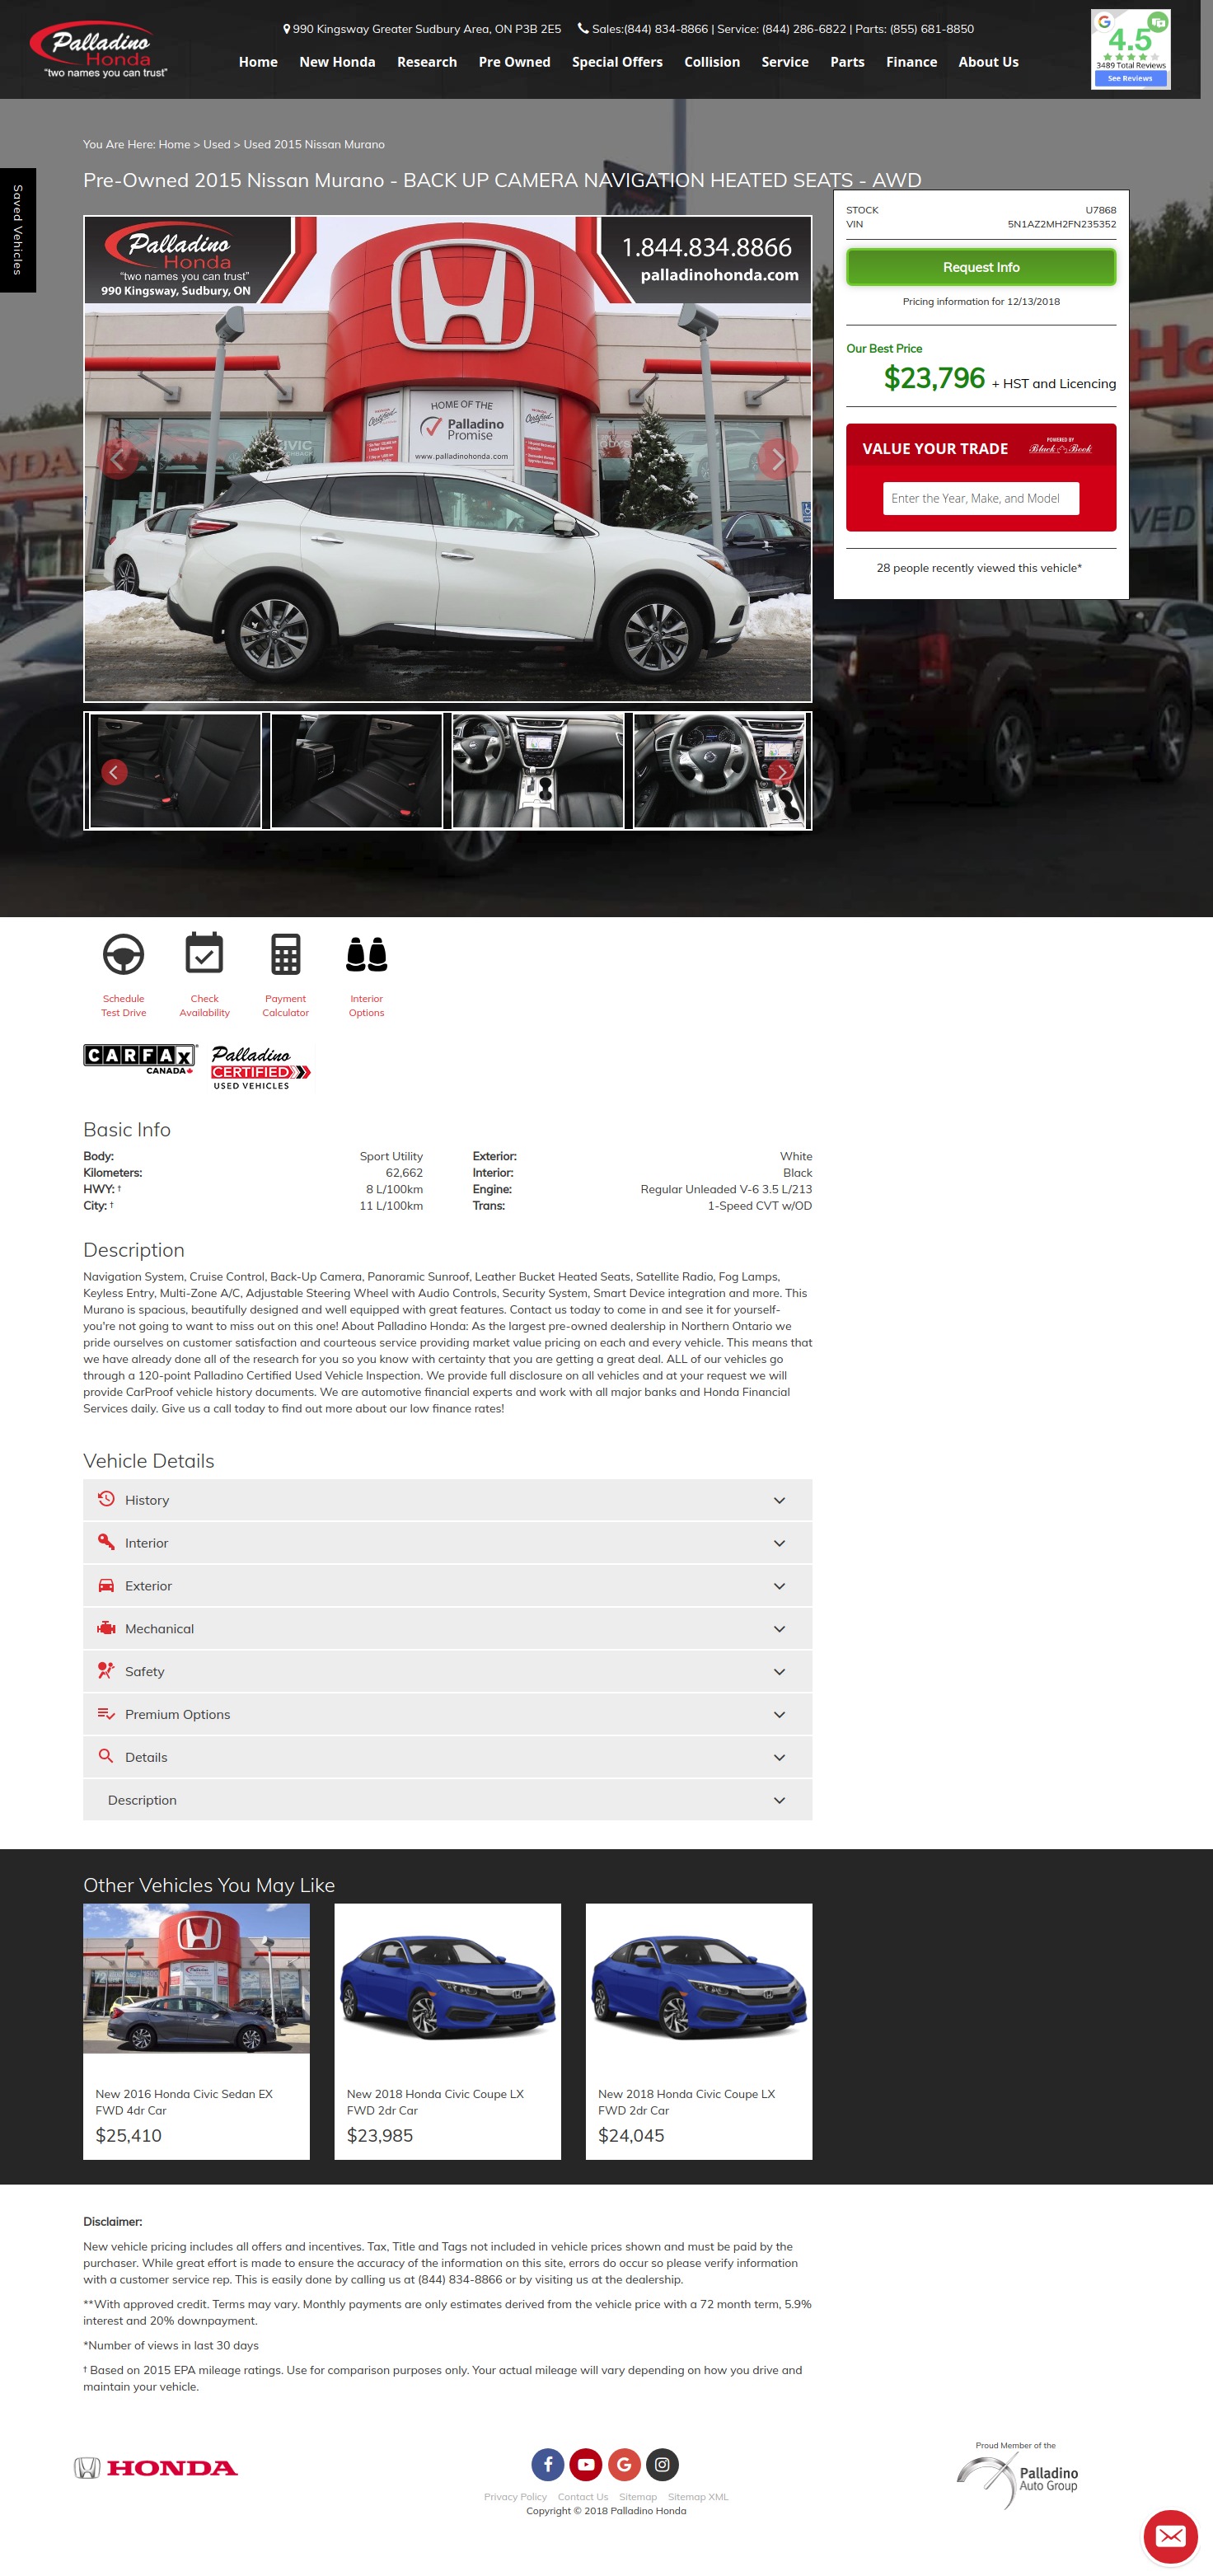 Palladino
Honda
"two names you can trust"
990 Kingsway Greater Sudbury Area, ON P3B 2E5
Sales:(844) 834-8866 | Service: (844) 286-6822 | Parts: (855) 681-8850
Home New Honda Research Pre Owned Special Offers Collision Service Parts Finance About Us
4.5
3489 Total Reviews
See Reviews
Saved Vehicles
You Are Here: Home > Used > Used 2015 Nissan Murano
Pre-Owned 2015 Nissan Murano - BACK UP CAMERA NAVIGATION HEATED SEATS - AWD
Palladino
Honda
"two names you can trust"
990 Kingsway, Sudbury, ON
1.844.834.8866
palladinohonda.com
HOME OF THE
Palladino
Promise
www.palladinohonda.com
STOCK U7868
VIN 5N1AZ2MH2FN235352
Request Info
Pricing information for 12/13/2018
Our Best Price
$23,796 + HST and Licencing
VALUE YOUR TRADE
POWERED BY
Black Book
Enter the Year, Make, and Model
28 people recently viewed this vehicle*
Schedule
Test Drive
Check
Availability
Payment
Calculator
Interior
Options
CARFAX
CANADA
Palladino
CERTIFIED
USED VEHICLES
Basic Info
Body: Sport Utility
Kilometers: 62,662
HWY: † 8 L/100km
City: † 11 L/100km
Exterior: White
Interior: Black
Engine: Regular Unleaded V-6 3.5 L/213
Trans: 1-Speed CVT w/OD
Description
Navigation System, Cruise Control, Back-Up Camera, Panoramic Sunroof, Leather Bucket Heated Seats, Satellite Radio, Fog Lamps,
Keyless Entry, Multi-Zone A/C, Adjustable Steering Wheel with Audio Controls, Security System, Smart Device integration and more. This
Murano is spacious, beautifully designed and well equipped with great features. Contact us today to come in and see it for yourself-
you're not going to want to miss out on this one! About Palladino Honda: As the largest pre-owned dealership in Northern Ontario we
pride ourselves on customer satisfaction and courteous service providing market value pricing on each and every vehicle. This means that
we have already done all of the research for you so you know with certainty that you are getting a great deal. ALL of our vehicles go
through a 120-point Palladino Certified Used Vehicle Inspection. We provide full disclosure on all vehicles and at your request we will
provide CarProof vehicle history documents. We are automotive financial experts and work with all major banks and Honda Financial
Services daily. Give us a call today to find out more about our low finance rates!
Vehicle Details
History
Interior
Exterior
Mechanical
Safety
Premium Options
Details
Description
Other Vehicles You May Like
New 2016 Honda Civic Sedan EX
FWD 4dr Car
$25,410
New 2018 Honda Civic Coupe LX
FWD 2dr Car
$23,985
New 2018 Honda Civic Coupe LX
FWD 2dr Car
$24,045
Disclaimer:
New vehicle pricing includes all offers and incentives. Tax, Title and Tags not included in vehicle prices shown and must be paid by the
purchaser. While great effort is made to ensure the accuracy of the information on this site, errors do occur so please verify information
with a customer service rep. This is easily done by calling us at (844) 834-8866 or by visiting us at the dealership.
**With approved credit. Terms may vary. Monthly payments are only estimates derived from the vehicle price with a 72 month term, 5.9%
interest and 20% downpayment.
*Number of views in last 30 days
† Based on 2015 EPA mileage ratings. Use for comparison purposes only. Your actual mileage will vary depending on how you drive and
maintain your vehicle.
HONDA
Privacy Policy Contact Us Sitemap Sitemap XML
Copyright © 2018 Palladino Honda
Proud Member of the
Palladino
Auto Group